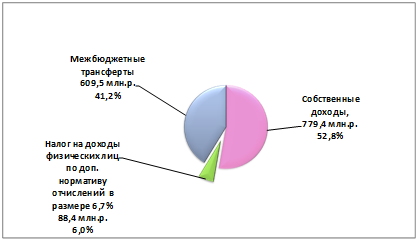 Межбюджетные
трансферты
609,5 млн.р.
41,2%
Собственные
доходы,
779,4 млн.р.
52,8%
Налог на доходы
физических лиц
по доп.
нормативу
отчислений в
размере 6,7%
88,4 млн.р.
6,0%